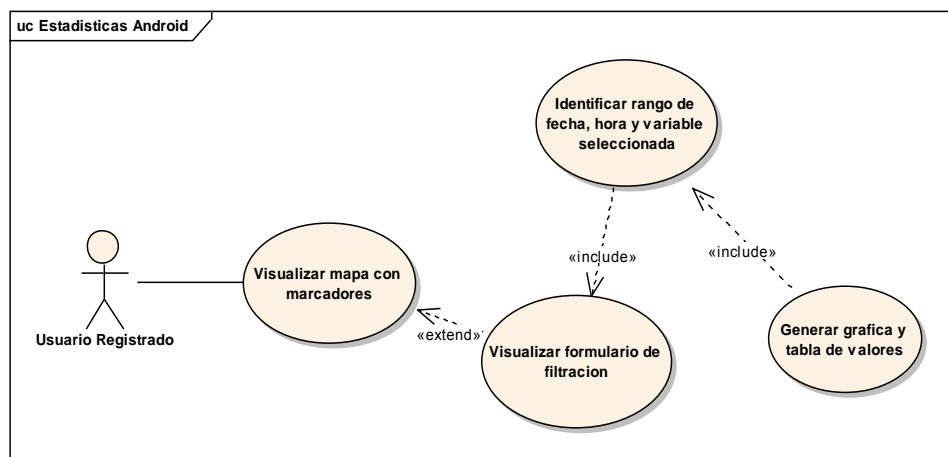 uc Estadisticas Android
Identificar rango de
fecha, hora y variable
seleccionada
«include»
«include»
Visualizar mapa con
marcadores
Usuario Registrado
«extend»
Visualizar formulario de
filtracion
Generar grafica y
tabla de valores